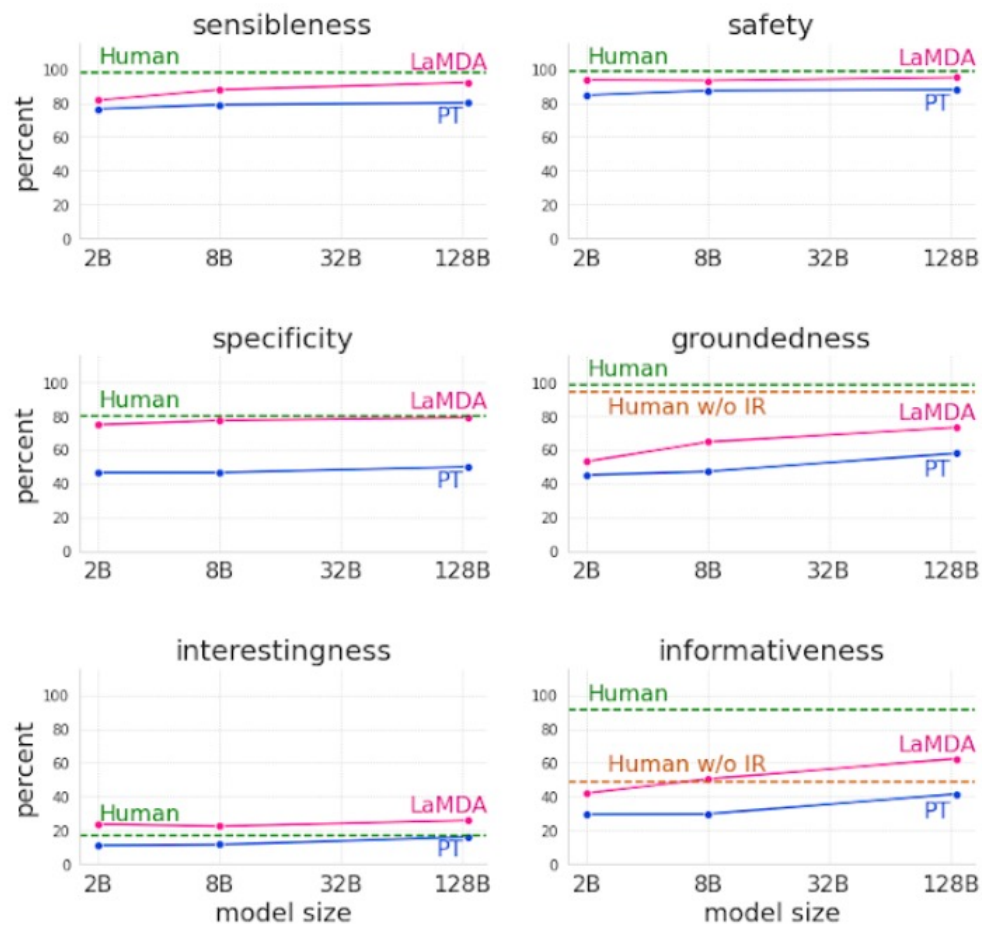 sensibleness
percent
100
80
60
40
20
0
Human
LaMDA
PT
2B 8B 32B 128B
safety
100
80
60
40
20
0
Human
LaMDA
PT
2B 8B 32B 128B
specificity
percent
100
80
60
40
20
0
Human
LaMDA
PT
2B 8B 32B 128B
groundedness
100
80
60
40
20
0
Human
Human w/o IR
LaMDA
PT
2B 8B 32B 128B
interestingness
percent
100
80
60
40
20
0
Human
LaMDA
PT
2B 8B 32B 128B
model size
informativeness
100
80
60
40
20
0
Human
LaMDA
Human w/o IR
PT
2B 8B 32B 128B
model size